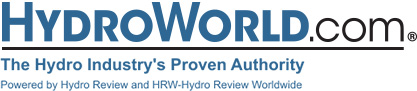 HYDROWORLD.com®
The Hydro Industry's Proven Authority
Powered by Hydro Review and HRW-Hydro Review Worldwide